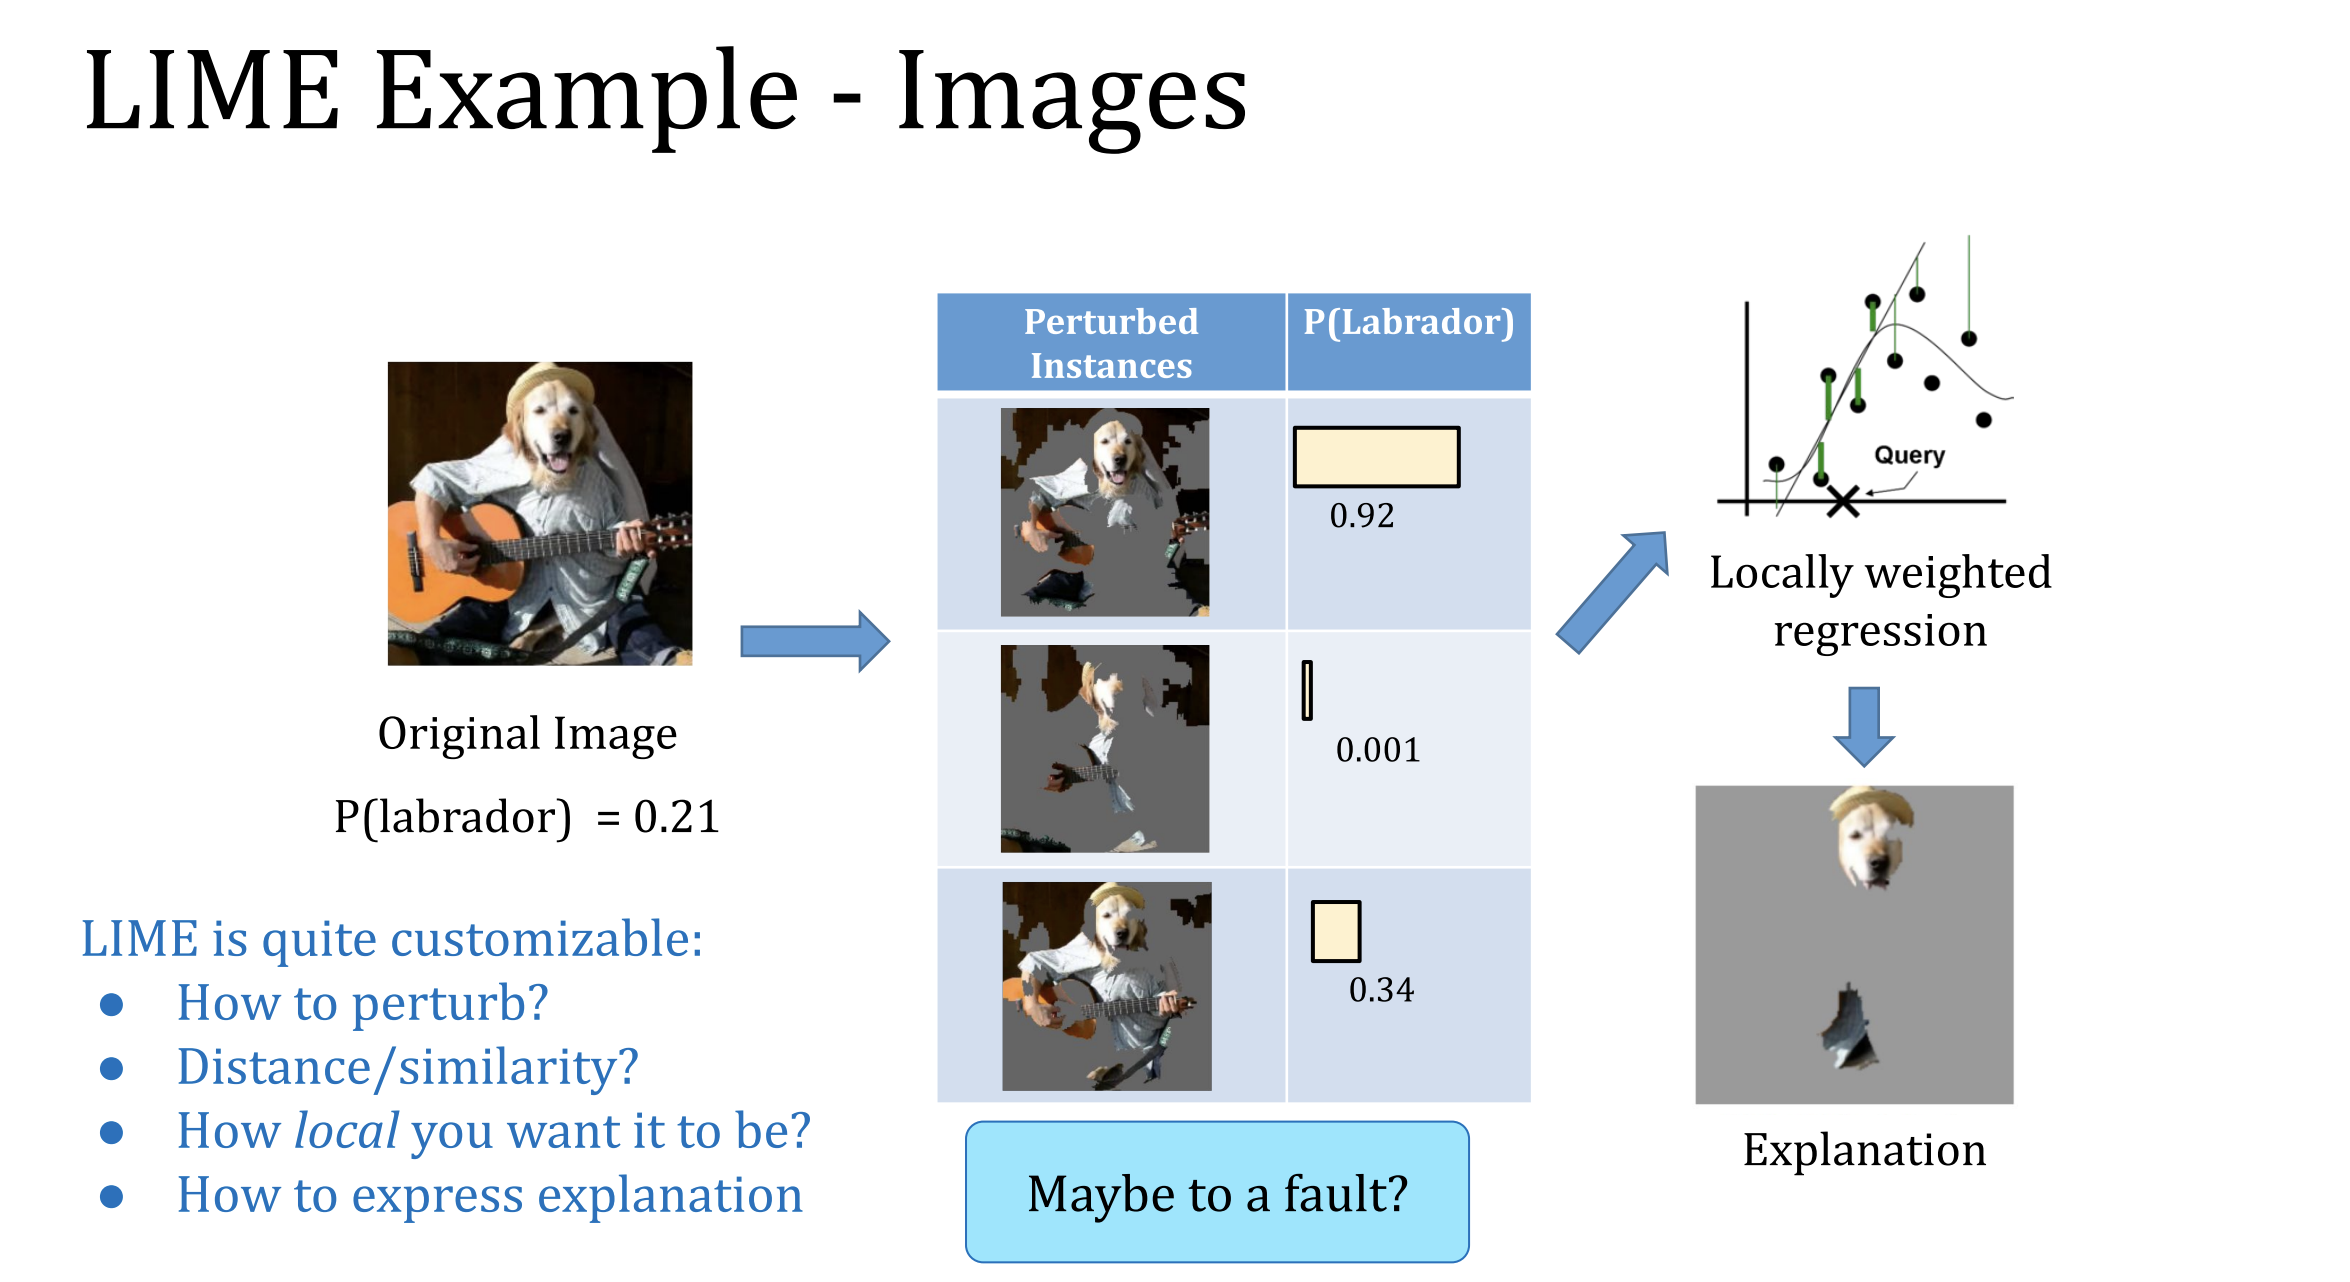 LIME Example - Images
Original Image
P(labrador) = 0.21
LIME is quite customizable:
● How to perturb?
● Distance/similarity?
● How local you want it to be?
● How to express explanation
Perturbed
Instances
P(Labrador)
0.92
0.001
0.34
Maybe to a fault?
Query
Locally weighted
regression
Explanation